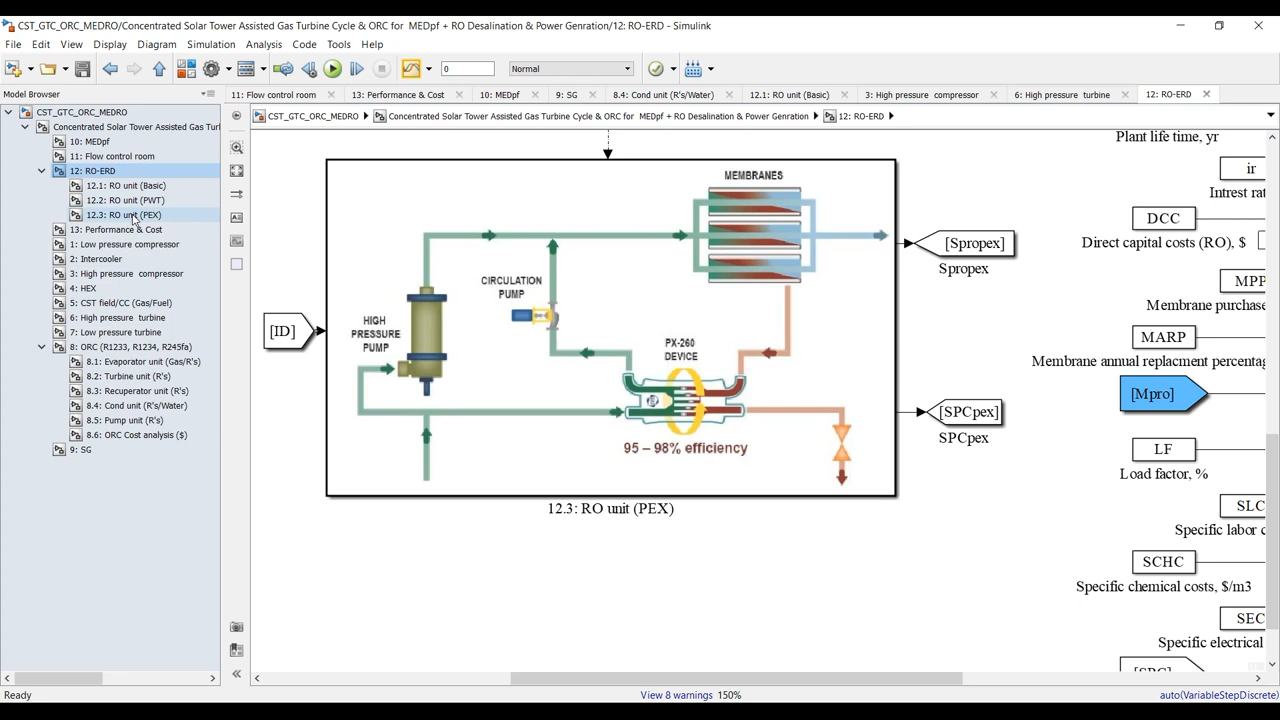 CST_GTC_ORC_MEDRO/Concentrated Solar Tower Assisted Gas Turbine Cycle & ORC for  MEDpf + RO Desalination & Power Genration/12: RO-ERD - Simulink
File Edit View Display Diagram Simulation Analysis Code Tools Help
0 Normal
Model Browser
11: Flow control room 13: Performance & Cost 10: MEDpf 9: SG 8.4: Cond unit (R's/Water) 12.1: RO unit (Basic) 3: High pressure  compressor 6: High pressure  turbine 12: RO-ERD
CST_GTC_ORC_MEDRO Concentrated Solar Tower Assisted Gas Turbine Cycle & ORC for  MEDpf + RO Desalination & Power Genration 12: RO-ERD
CST_GTC_ORC_MEDRO
Concentrated Solar Tower Assisted Gas Tur
10: MEDpf
11: Flow control room
12: RO-ERD
12.1: RO unit (Basic)
12.2: RO unit (PWT)
12.3: RO unit (PEX)
13: Performance & Cost
1: Low pressure compressor
2: Intercooler
3: High pressure  compressor
4: HEX
5: CST field/CC (Gas/Fuel)
6: High pressure  turbine
7: Low pressure turbine
8: ORC (R1233, R1234, R245fa)
8.1: Evaporator unit (Gas/R's)
8.2: Turbine unit (R's)
8.3: Recuperator unit (R's)
8.4: Cond unit (R's/Water)
8.5: Pump unit (R's)
8.6: ORC Cost analysis ($)
9: SG
MEMBRANES
CIRCULATION
PUMP
HIGH
PRESSURE
PUMP
PX-260
DEVICE
95 – 98% efficiency
[ID]
12.3: RO unit (PEX)
[Spropex]
Spropex
[SPCpex]
SPCpex
Plant life time, yr
ir
Intrest rat
DCC
Direct capital costs (RO), $
MPP
Membrane purchase
MARP
Membrane annual replacment percentag
[Mpro]
LF
Load factor, %
SLC
Specific labor c
SCHC
Specific chemical costs, $/m3
SEC
Specific electrical
Ready View 8 warnings 150% auto(VariableStepDiscrete)